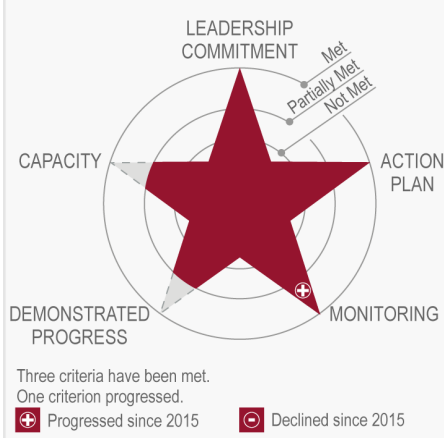 LEADERSHIP
COMMITMENT
Met
Partially Met
Not Met
CAPACITY
ACTION
PLAN
DEMONSTRATED
PROGRESS
MONITORING
Three criteria have been met.
One criterion progressed.
Progressed since 2015
Declined since 2015